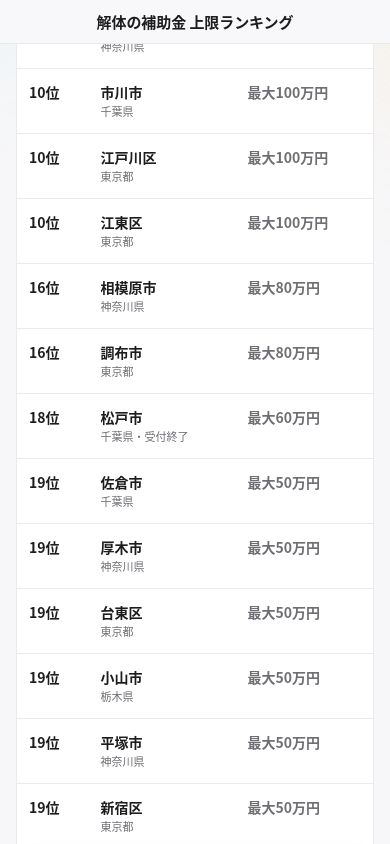 解体の補助金 上限ランキング
神奈川県
10位
市川市
最大100万円
千葉県
10位
江戸川区
最大100万円
東京都
10位
江東区
最大100万円
東京都
16位
相模原市
最大80万円
神奈川県
16位
調布市
最大80万円
東京都
18位
松戸市
最大60万円
千葉県・受付終了
19位
佐倉市
最大50万円
千葉県
19位
厚木市
最大50万円
神奈川県
19位
台東区
最大50万円
東京都
19位
小山市
最大50万円
栃木県
19位
平塚市
最大50万円
神奈川県
19位
新宿区
最大50万円
東京都